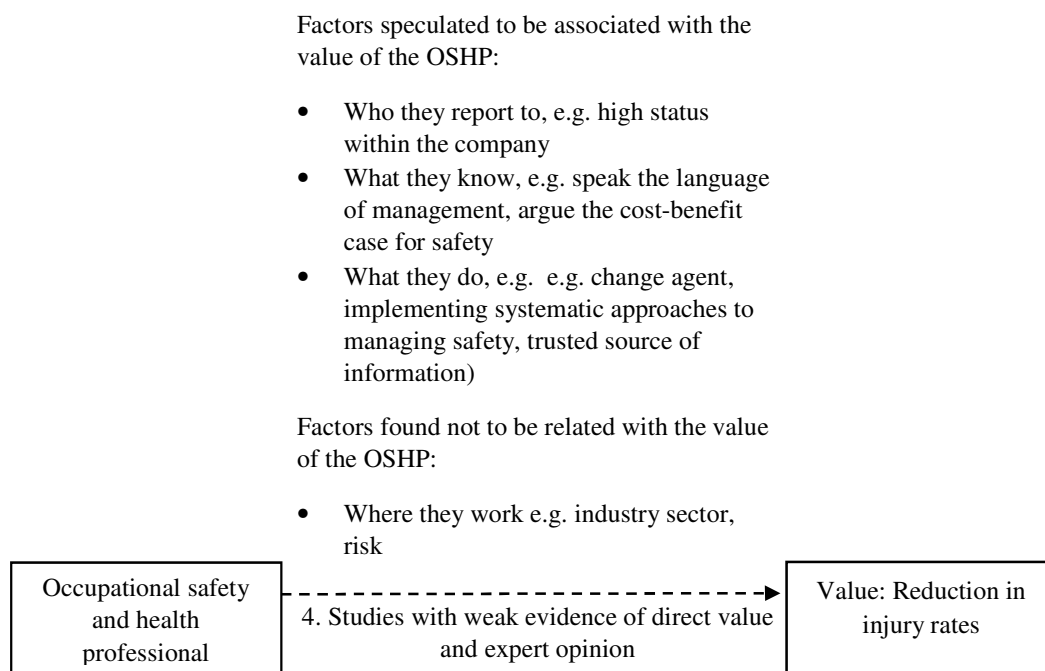 Factors speculated to be associated with the
value of the OSHP:
• Who they report to, e.g. high status
within the company
• What they know, e.g. speak the language
of management, argue the cost-benefit
case for safety
• What they do, e.g. e.g. change agent,
implementing systematic approaches to
managing safety, trusted source of
information)
Factors found not to be related with the value
of the OSHP:
• Where they work e.g. industry sector,
risk
Occupational safety
and health
professional
4. Studies with weak evidence of direct value
and expert opinion
Value: Reduction in
injury rates